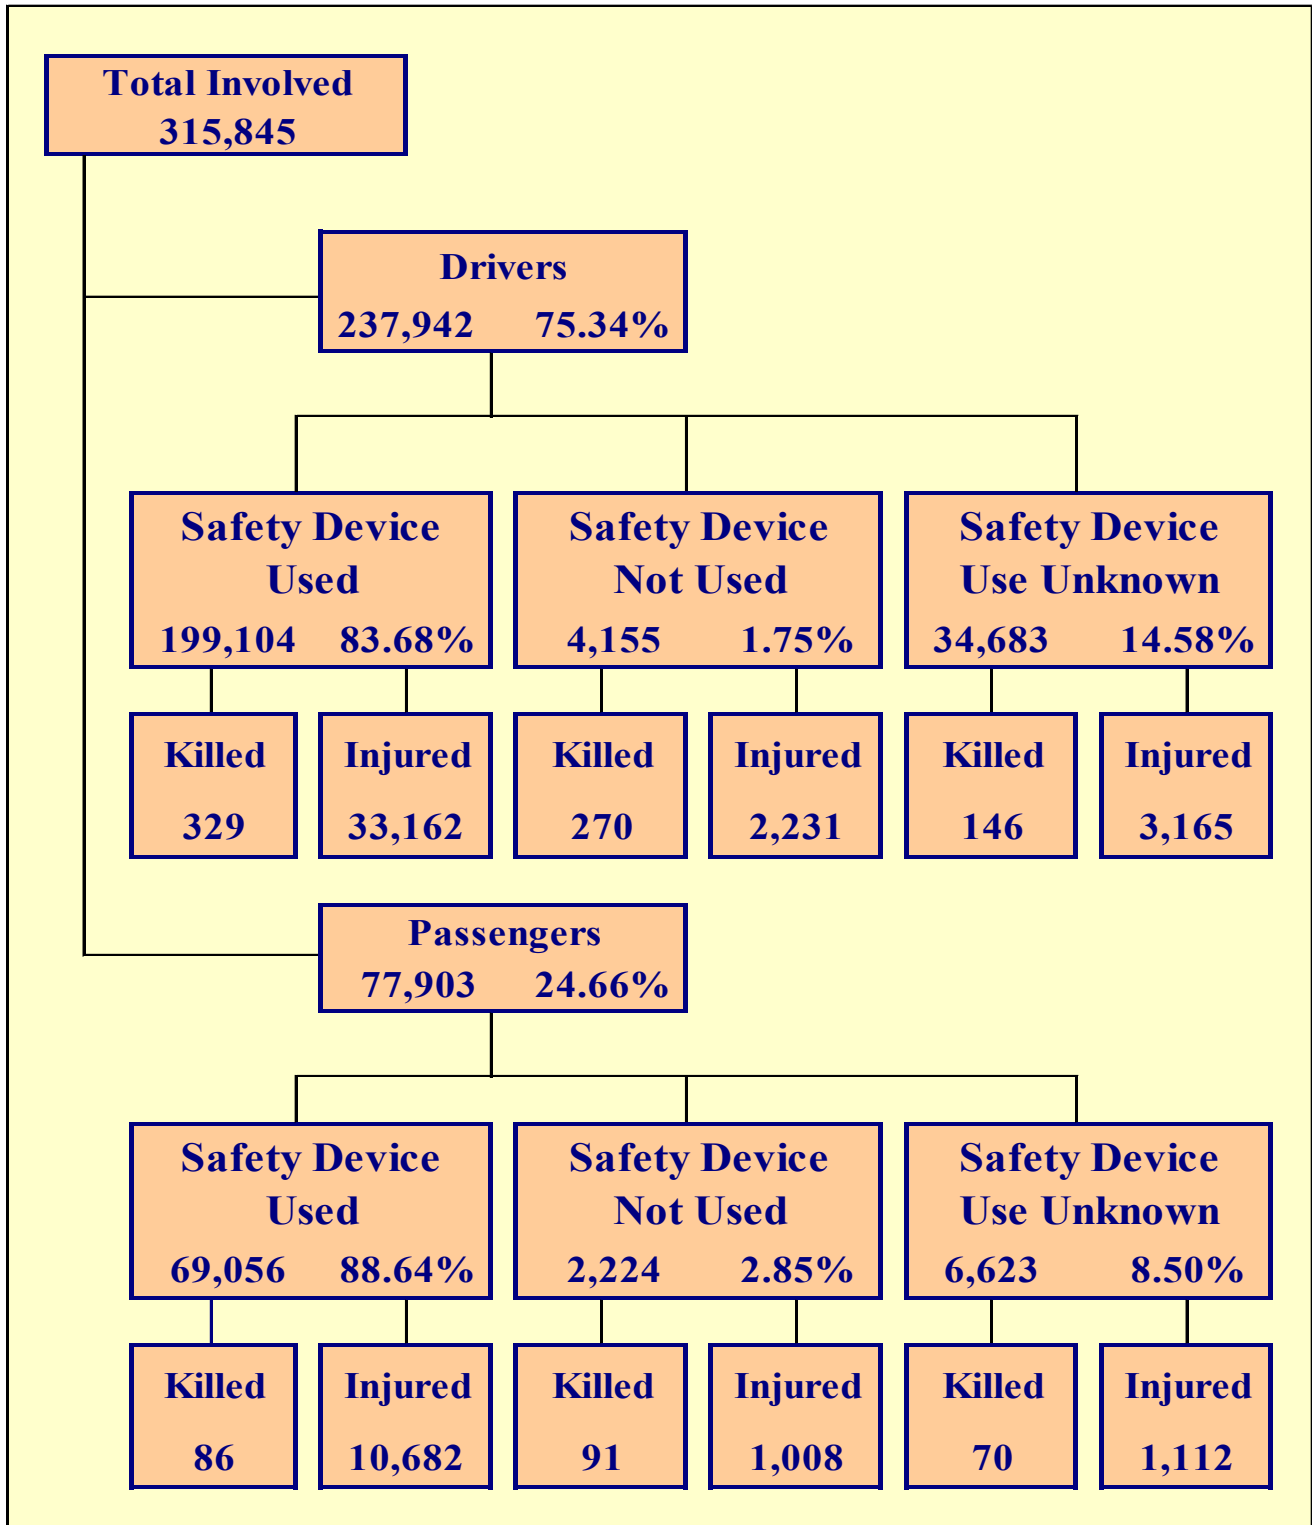 Total Involved
315,845
Drivers
237,942 75.34%
Safety Device
Used
199,104 83.68%
Safety Device
Not Used
4,155 1.75%
Safety Device
Use Unknown
34,683 14.58%
Killed
329
Injured
33,162
Killed
270
Injured
2,231
Killed
146
Injured
3,165
Passengers
77,903 24.66%
Safety Device
Used
69,056 88.64%
Safety Device
Not Used
2,224 2.85%
Safety Device
Use Unknown
6,623 8.50%
Killed
86
Injured
10,682
Killed
91
Injured
1,008
Killed
70
Injured
1,112